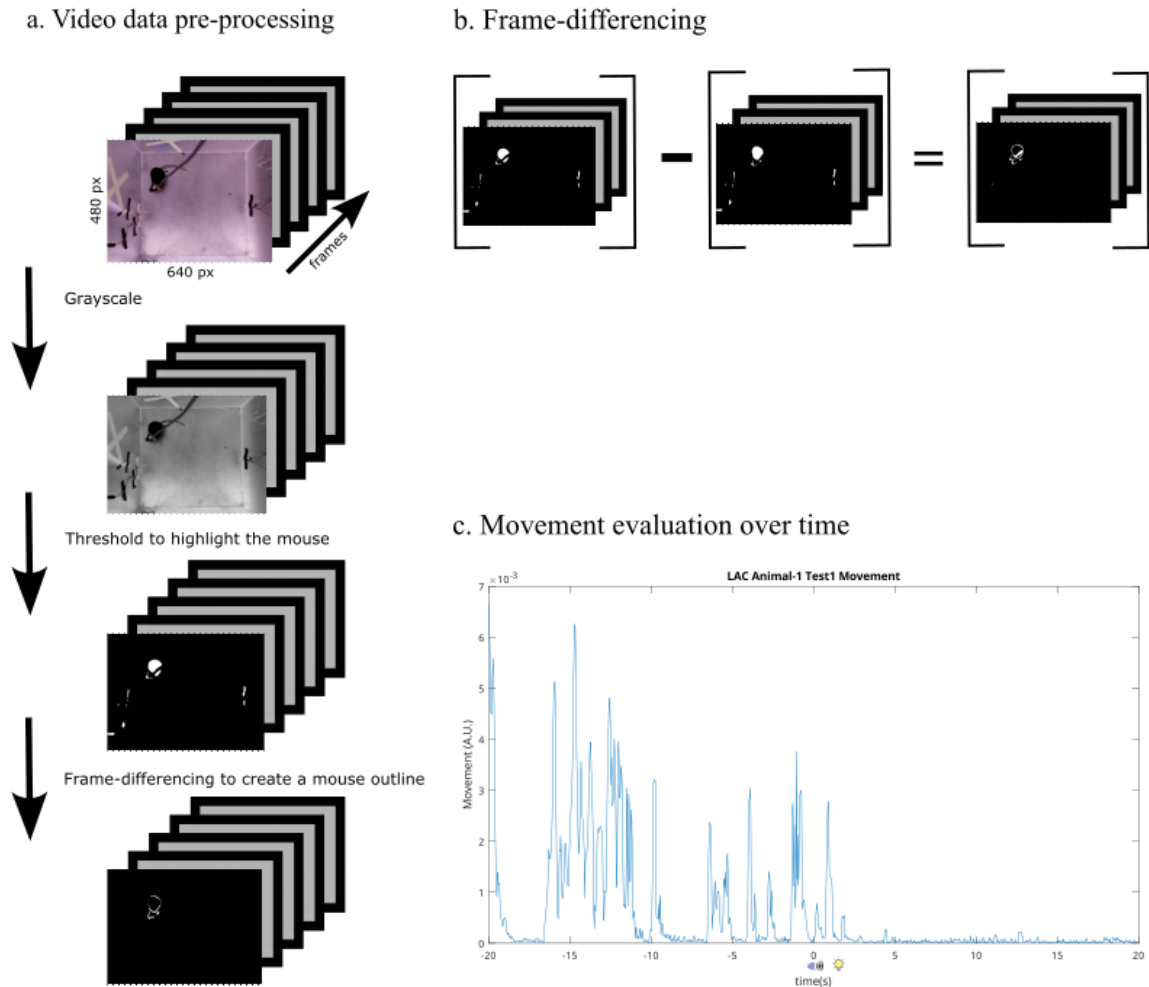 a. Video data pre-processing
480 px
640 px
frames
Grayscale
Threshold to highlight the mouse
Frame-differencing to create a mouse outline
b. Frame-differencing
c. Movement evaluation over time
LAC Animal-1 Test1 Movement
×10⁻³
7
6
5
4
3
2
1
0
Movement (A.U.)
-20 -15 -10 -5 0 5 10 15 20
time(s)